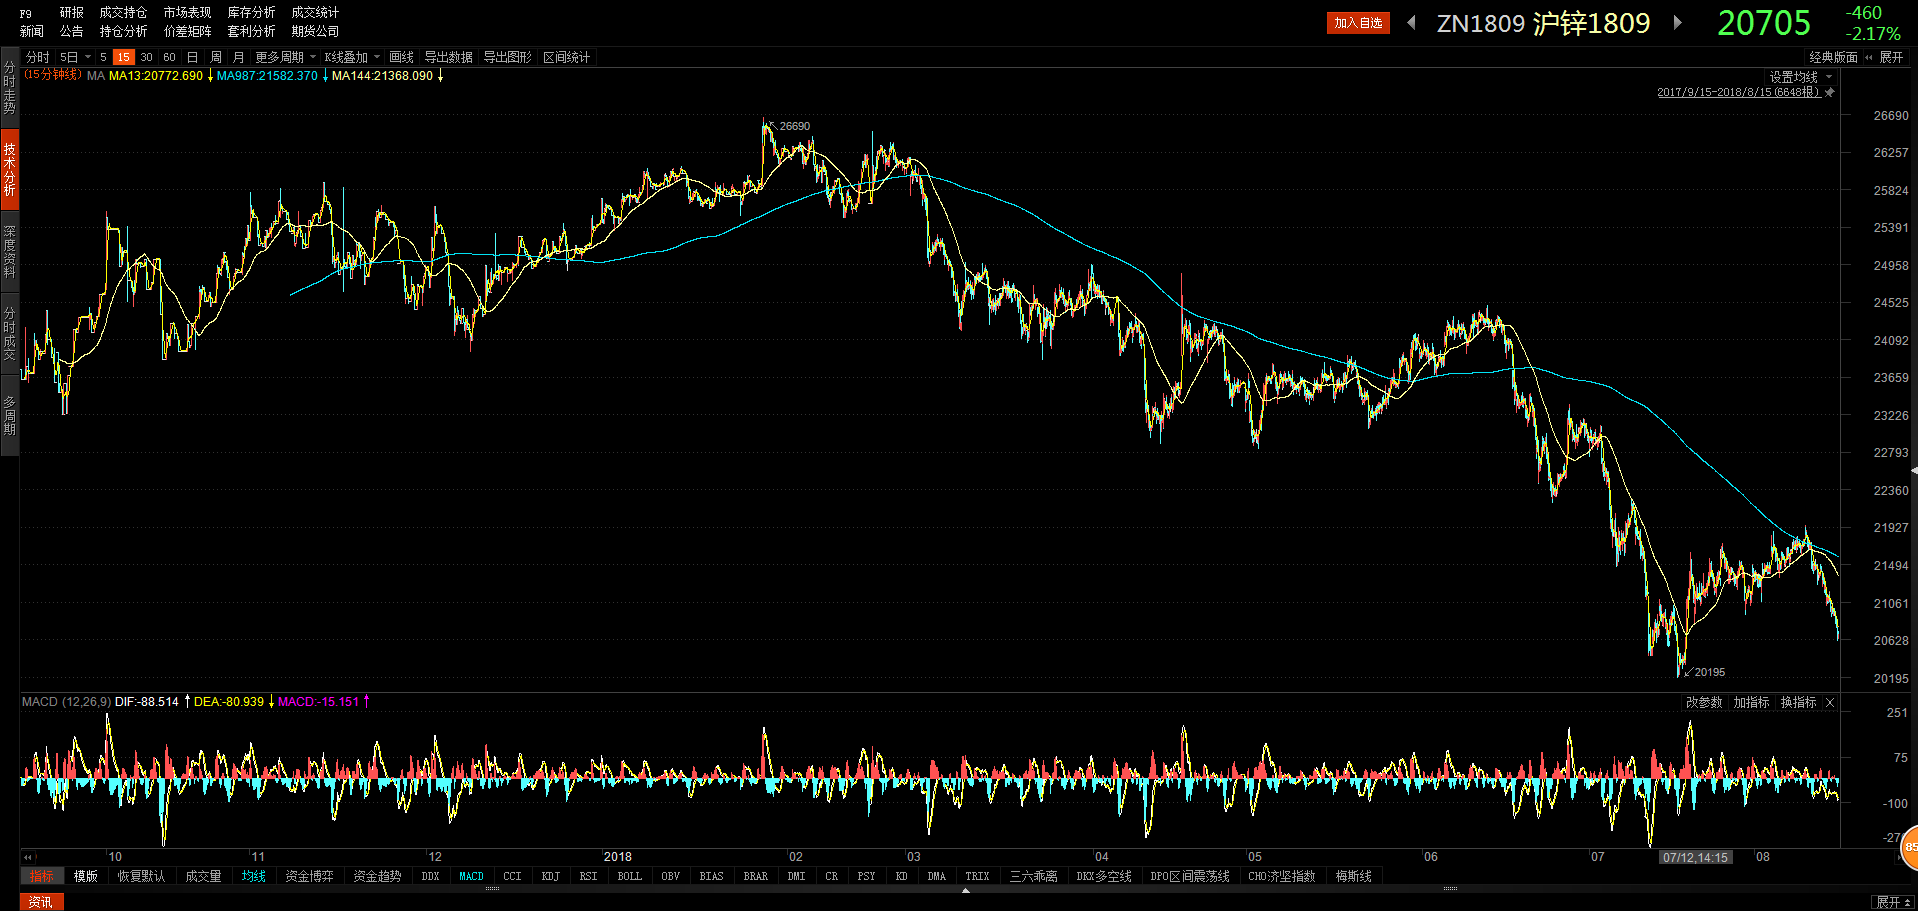 F9 研报 成交持仓 市场表现 库存分析 成交统计
新闻 公告 持仓分析 价差矩阵 套利分析 期货公司
加入自选 ZN1809 沪锌1809 20705 -460
-2.17%
分时 5日 5 15 30 60 日 周 月 更多周期 K线叠加 画线 导出数据 导出图形 区间统计 经典版面 展开
(15分钟线) MA MA13:20772.690 ↓ MA987:21582.370 ↓ MA144:21368.090 ↓
设置均线
2017/9/15-2018/8/15(6648根)
分时走势
技术分析
深度资料
分时成交
多周期
26690
20195
26690
26257
25824
25391
24958
24525
24092
23659
23226
22793
22360
21927
21494
21061
20628
20195
MACD (12,26,9) DIF:-88.514 ↑ DEA:-80.939 ↓ MACD:-15.151 ↑
改参数 加指标 换指标 X
251
75
-100
85
10 11 12 2018 02 03 04 05 06 07 07/12,14:15 08
指标 模版 恢复默认 成交量 均线 资金博弈 资金趋势 DDX MACD CCI KDJ RSI BOLL OBV BIAS BRAR DMI CR PSY KD DMA TRIX 三六乖离 DKX多空线 DPO区间震荡线 CHO济坚指数 梅斯线
资讯 展开